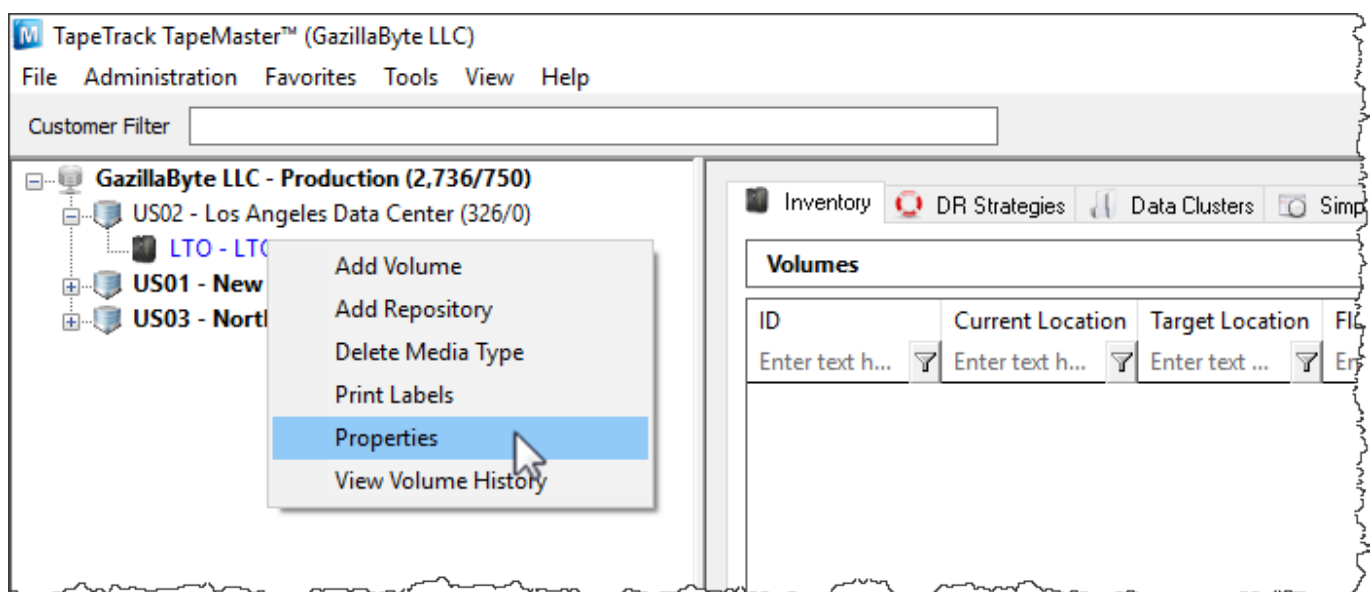 TapeTrack TapeMaster™ (GazillaByte LLC)
File Administration Favorites Tools View Help
Customer Filter
GazillaByte LLC - Production (2,736/750)
US02 - Los Angeles Data Center (326/0)
LTO - LTO
US01 - New
US03 - North
Add Volume
Add Repository
Delete Media Type
Print Labels
Properties
View Volume History
Inventory DR Strategies Data Clusters Simp
Volumes
ID Current Location Target Location
Enter text h... Enter text h... Enter text ...